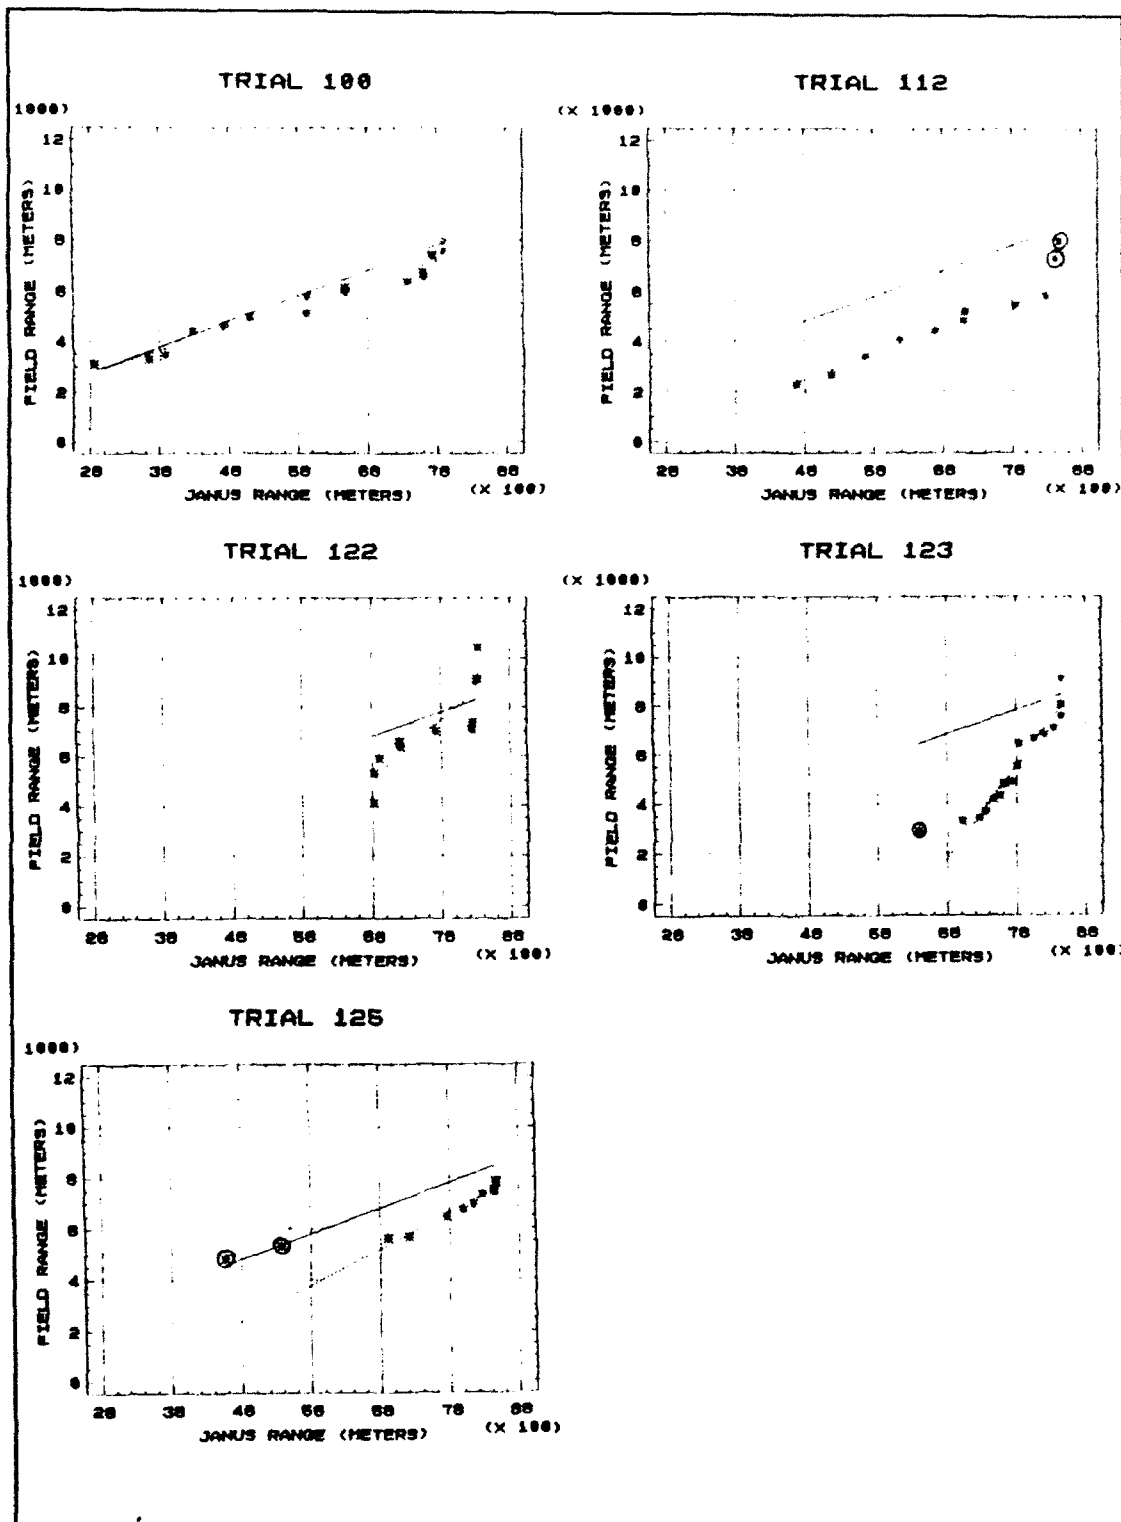 TRIAL 100
1000)
12
10
8
6
4
2
0
FIELD RANGE (METERS)
20 30 40 50 60 70 80
JANUS RANGE (METERS) (X 100)
TRIAL 112
(X 1000)
12
10
8
6
4
2
0
FIELD RANGE (METERS)
20 30 40 50 60 70 80
JANUS RANGE (METERS) (X 100)
TRIAL 122
1000)
12
10
8
6
4
2
0
FIELD RANGE (METERS)
20 30 40 50 60 70 80
JANUS RANGE (METERS) (X 100)
TRIAL 123
(X 1000)
12
10
8
6
4
2
0
FIELD RANGE (METERS)
20 30 40 50 60 70 80
JANUS RANGE (METERS) (X 100)
TRIAL 125
1000)
12
10
8
6
4
2
0
FIELD RANGE (METERS)
20 30 40 50 60 70 80
JANUS RANGE (METERS) (X 100)